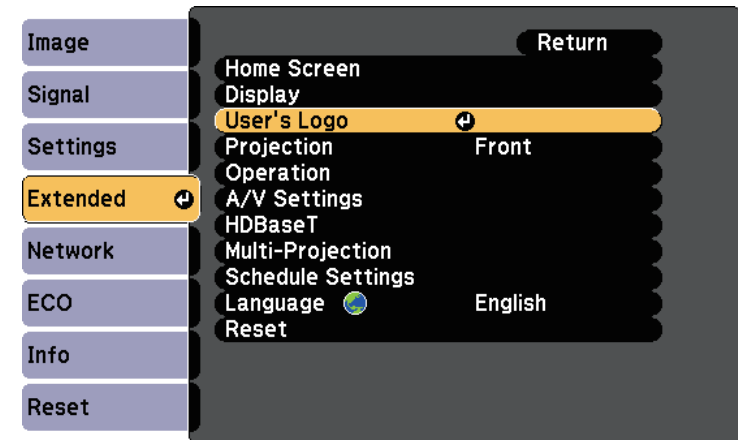 Image
Signal
Settings
Extended
Network
ECO
Info
Reset
Return
Home Screen
Display
User's Logo
Projection Front
Operation
A/V Settings
HDBaseT
Multi-Projection
Schedule Settings
Language English
Reset